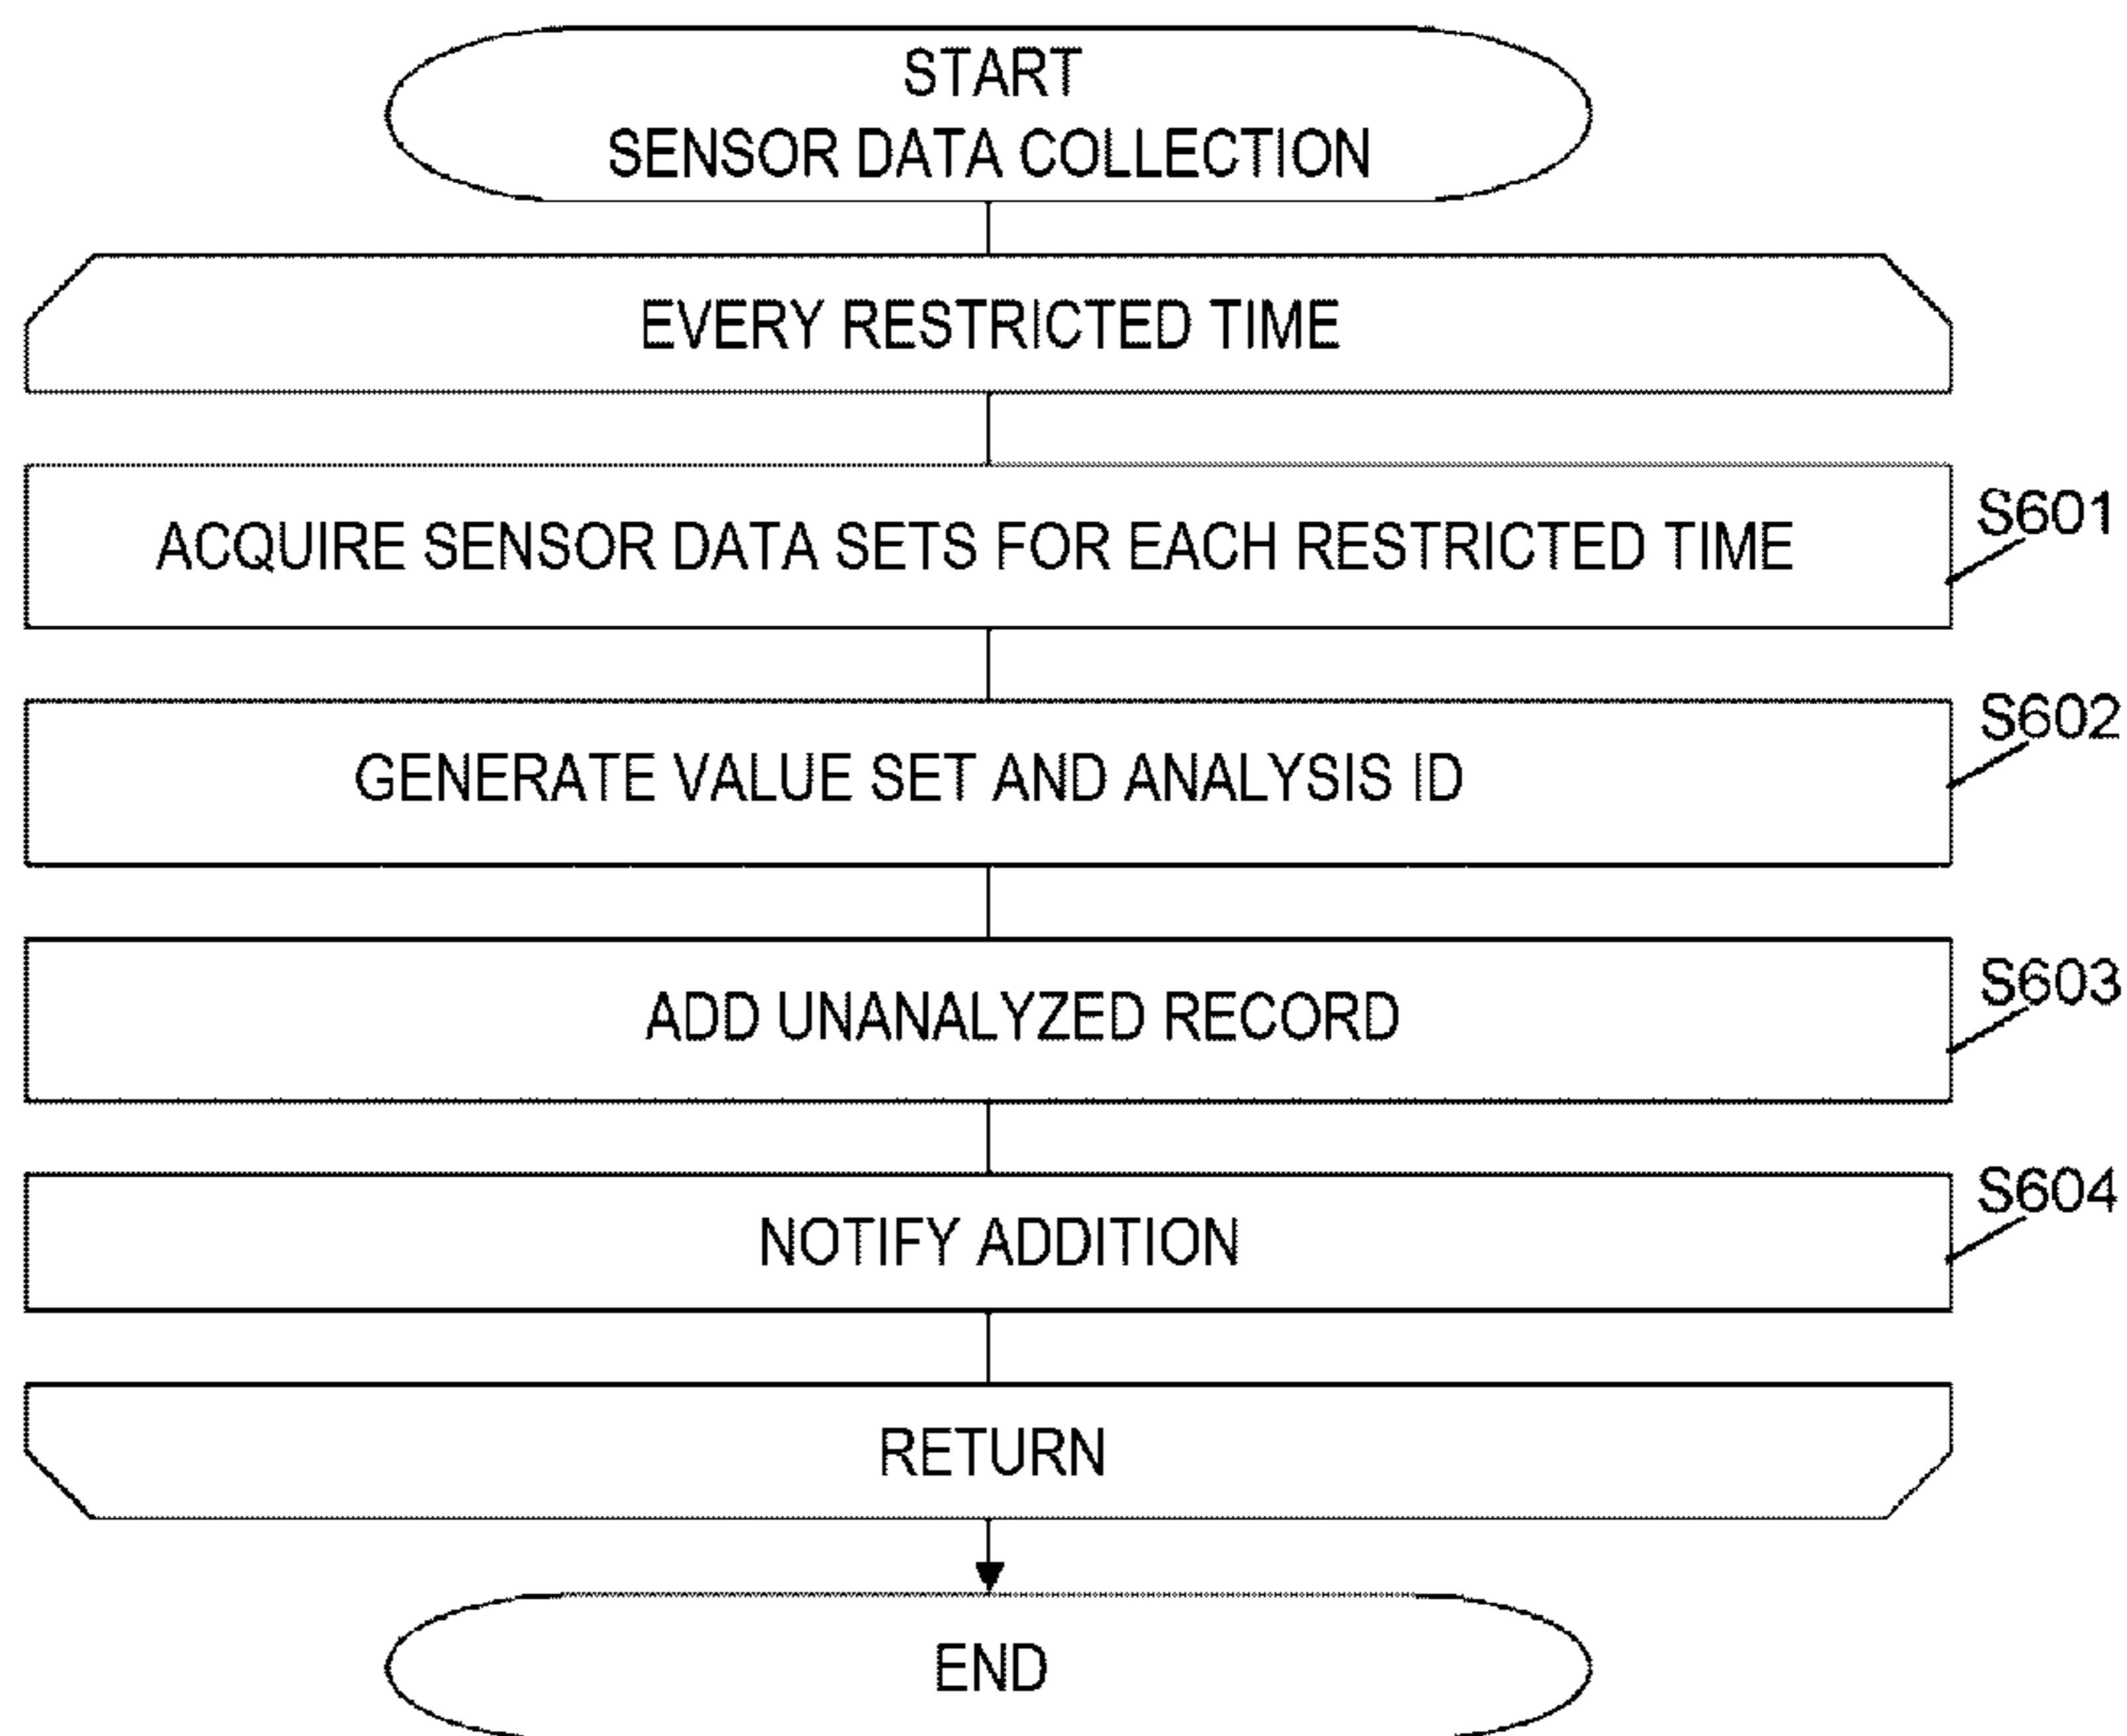 START
SENSOR DATA COLLECTION
EVERY RESTRICTED TIME
ACQUIRE SENSOR DATA SETS FOR EACH RESTRICTED TIME
S601
GENERATE VALUE SET AND ANALYSIS ID
S602
ADD UNANALYZED RECORD
S603
NOTIFY ADDITION
S604
RETURN
END